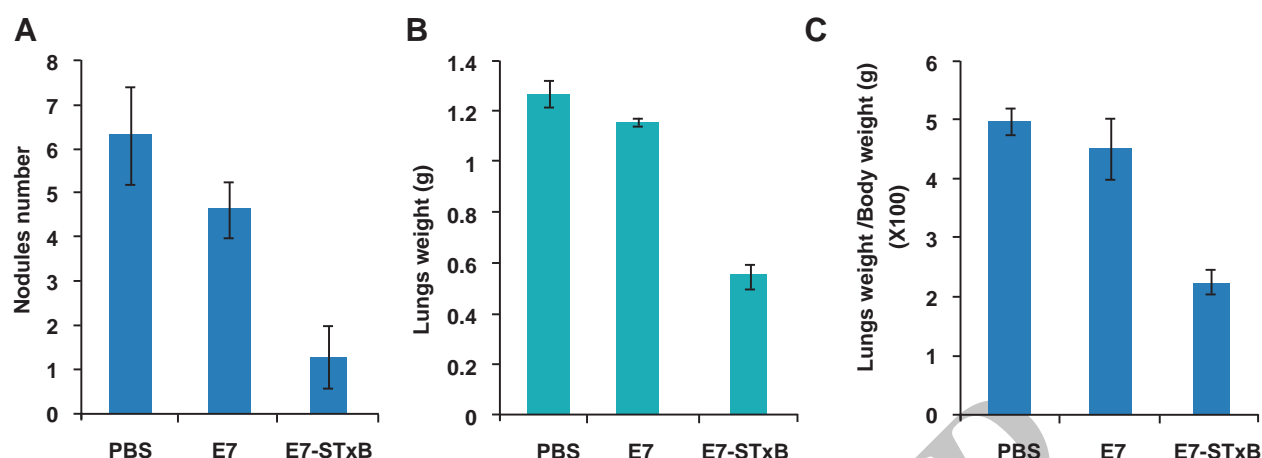 A
Nodules number
8
7
6
5
4
3
2
1
0
PBS E7 E7-STxB
B
Lungs weight (g)
1.4
1.2
1
0.8
0.6
0.4
0.2
0
PBS E7 E7-STxB
C
Lungs weight /Body weight (g)
(X100)
6
5
4
3
2
1
0
PBS E7 E7-STxB